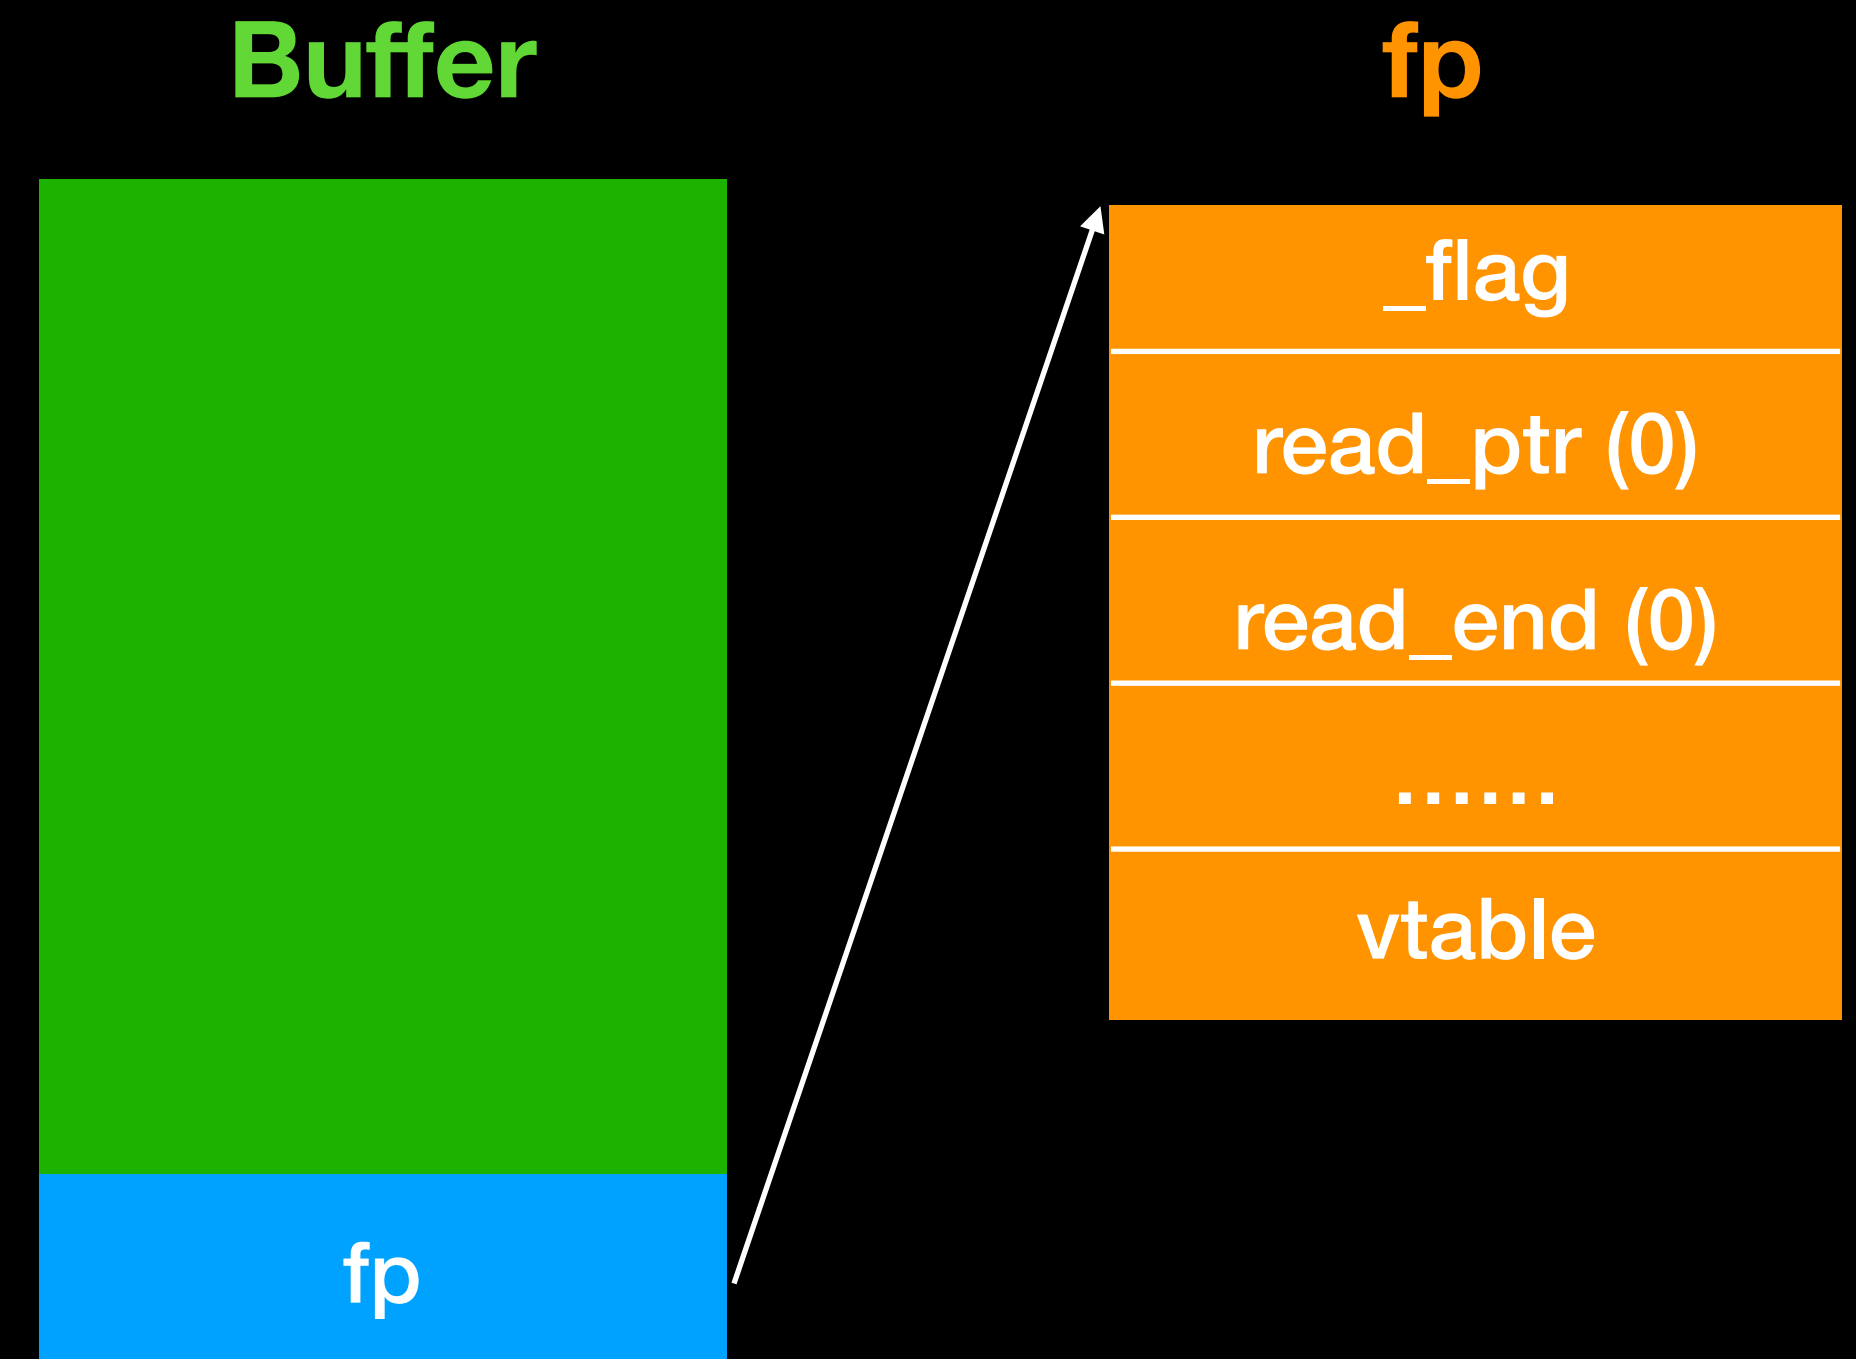 Buffer
fp
fp
_flag
read_ptr (0)
read_end (0)
......
vtable